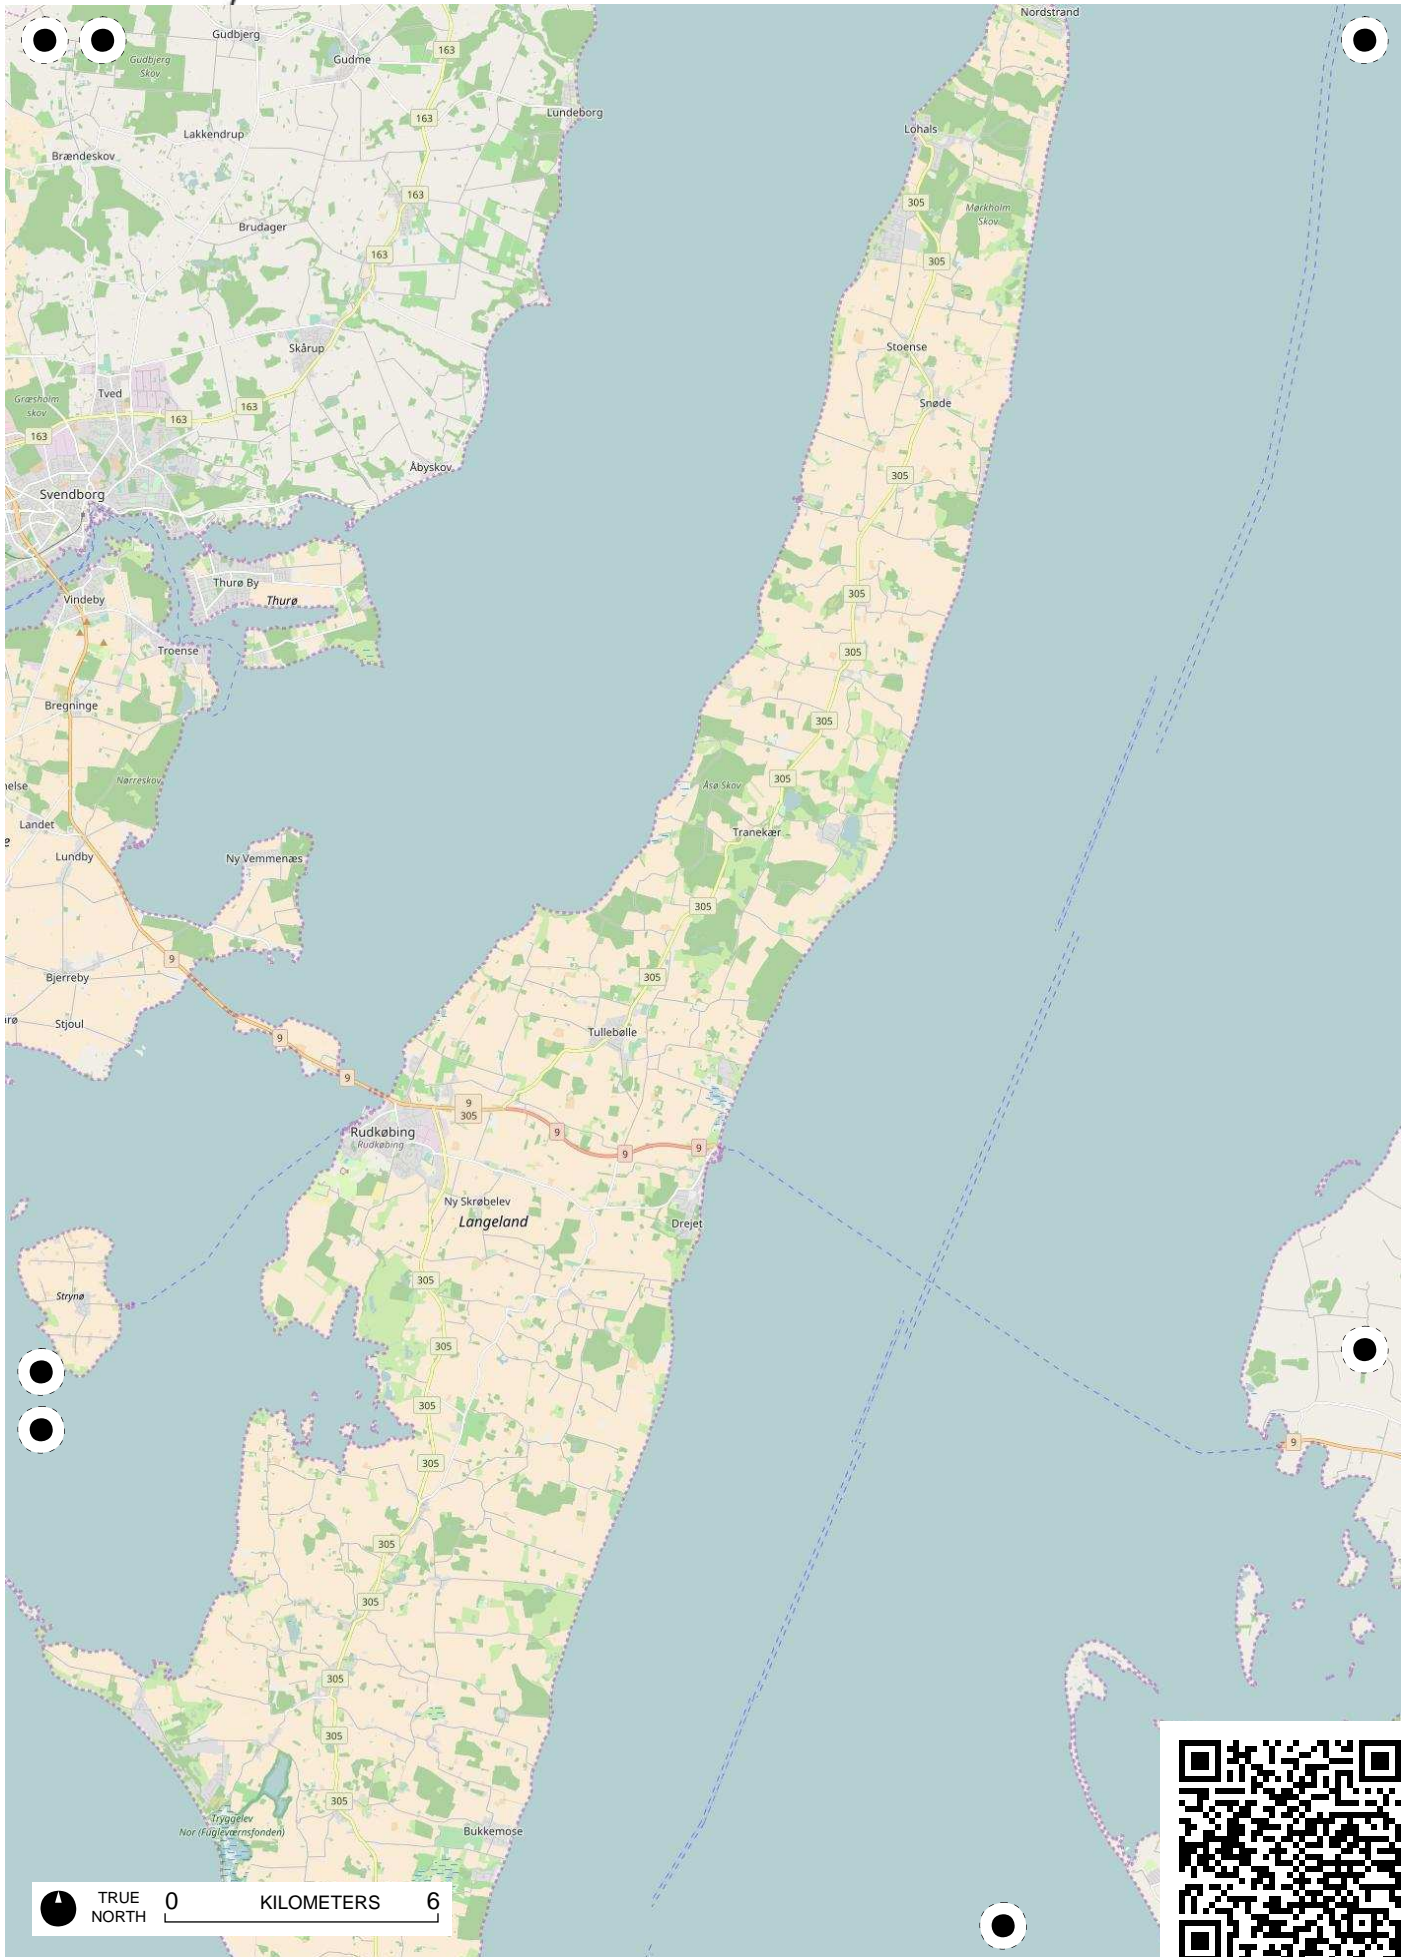 Nordstrand
Gudbjerg
163
Gudme
Gudbjerg
Skov
Lundeborg
163
Lohals
Lakkendrup
Brændeskov
163
305
Mørkholm
Skov
Brudager
163
305
Skårup
Stoense
Tved
Græsholm
skov
163
163
163
Snøde
Åbyskov
305
Svendborg
Thurø By
Thurø
Vindeby
305
Troense
305
Bregninge
305
Nørreskov
305
Åsø Skov
Landet
Tranekær
Lundby
Ny Vemmenæs
305
9
Bjerreby
305
Stjoul
Tullebølle
9
9
9
305
Rudkøbing
Rudkøbing
9
9
9
Ny Skrøbelev
Langeland
Drejet
305
Strynø
305
305
9
305
305
305
305
305
305
Tryggelev
Nor (Fugleværnsfonden)
Bukkemose
TRUE
NORTH
0 KILOMETERS 6